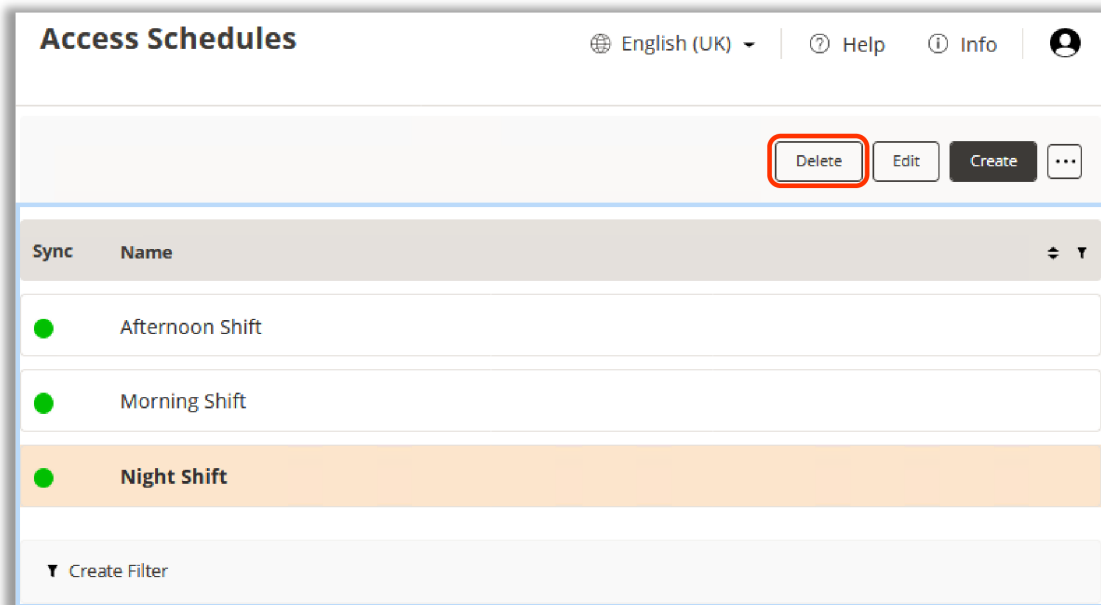 Access Schedules
English (UK) Help Info
Delete Edit Create
Sync Name
Afternoon Shift
Morning Shift
Night Shift
Create Filter